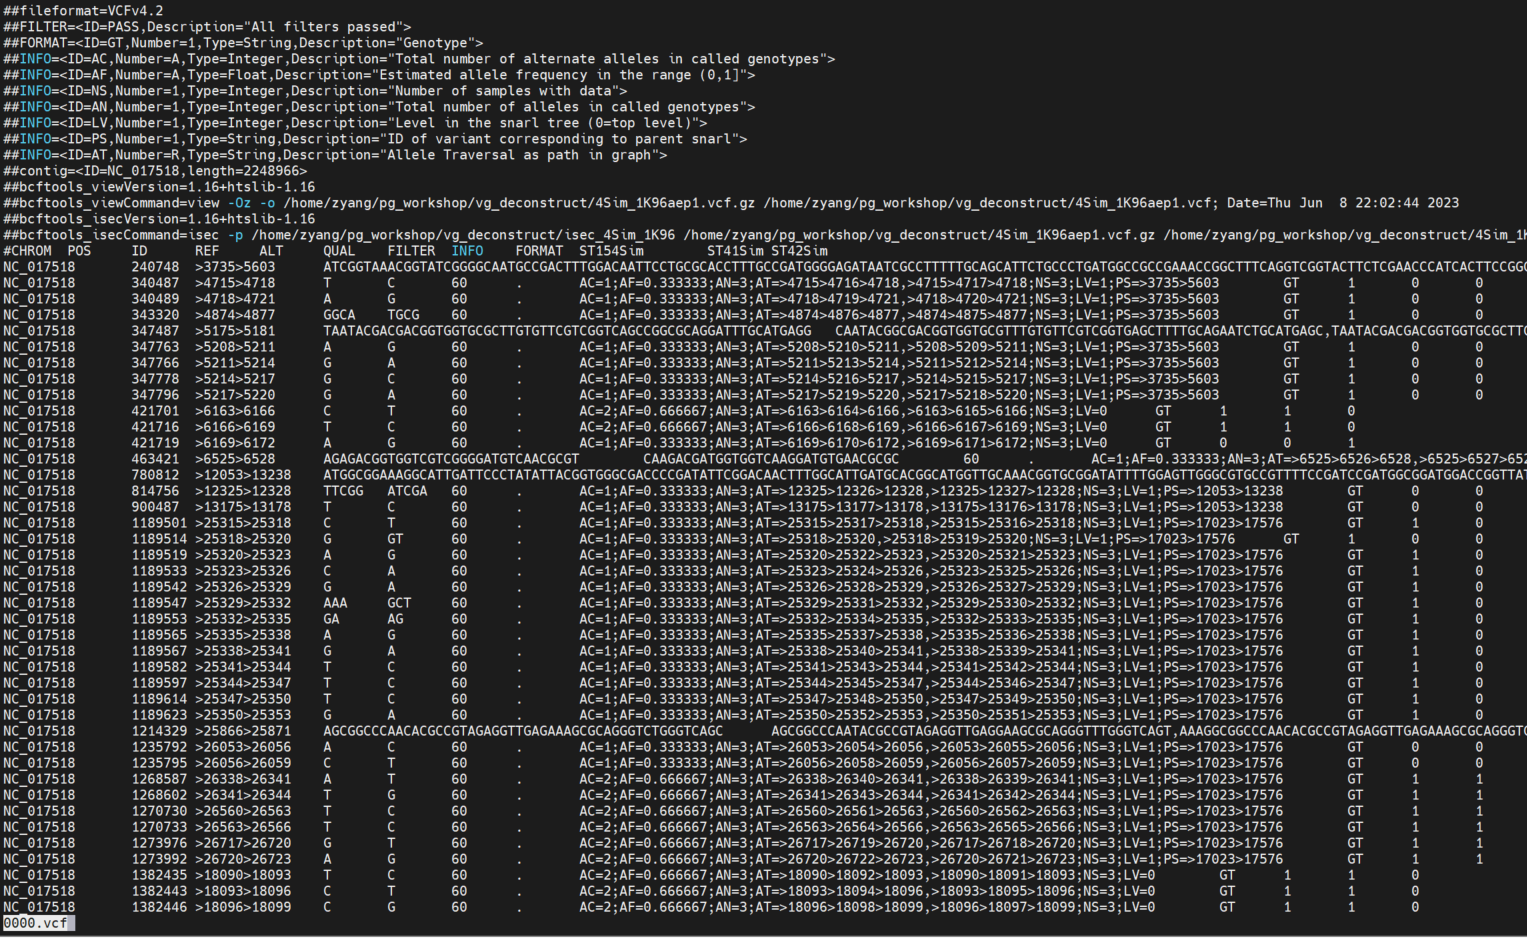 ##fileformat=VCFv4.2
##FILTER=<ID=PASS,Description="All filters passed">
##FORMAT=<ID=GT,Number=1,Type=String,Description="Genotype">
##INFO=<ID=AC,Number=A,Type=Integer,Description="Total number of alternate alleles in called genotypes">
##INFO=<ID=AF,Number=A,Type=Float,Description="Estimated allele frequency in the range (0,1]">
##INFO=<ID=NS,Number=1,Type=Integer,Description="Number of samples with data">
##INFO=<ID=AN,Number=1,Type=Integer,Description="Total number of alleles in called genotypes">
##INFO=<ID=LV,Number=1,Type=Integer,Description="Level in the snarl tree (0=top level)">
##INFO=<ID=PS,Number=1,Type=String,Description="ID of variant corresponding to parent snarl">
##INFO=<ID=AT,Number=R,Type=String,Description="Allele Traversal as path in graph">
##contig=<ID=NC_017518,length=2248966>
##bcftools_viewVersion=1.16+htslib-1.16
##bcftools_viewCommand=view -Oz -o /home/zyang/pg_workshop/vg_deconstruct/4Sim_1K96aep1.vcf.gz /home/zyang/pg_workshop/vg_deconstruct/4Sim_1K96aep1.vcf; Date=Thu Jun  8 22:02:44 2023
##bcftools_isecVersion=1.16+htslib-1.16
##bcftools_isecCommand=isec -p /home/zyang/pg_workshop/vg_deconstruct/isec_4Sim_1K96 /home/zyang/pg_workshop/vg_deconstruct/4Sim_1K96aep1.vcf.gz /home/zyang/pg_workshop/vg_deconstruct/4Sim_1K
#CHROM POS ID REF ALT QUAL FILTER INFO FORMAT ST154Sim ST41Sim ST42Sim
NC_017518 240748 >3735>5603 ATCGGTAAACGGTATCGGGGCAATGCCGACTTTGGACAATTCCTGCGCACCTTTGCCGATGGGGAGATAATCGCCTTTTTGCAGCATTCTGCCCTGATGGCCGCCGAAACCGGCTTTCAGGTCGGTACTTCTCGAACCCATCACTTCCGGC
NC_017518 340487 >4715>4718 T C 60 . AC=1;AF=0.333333;AN=3;AT=>4715>4716>4718,>4715>4717>4718;NS=3;LV=1;PS=>3735>5603 GT 1 0 0
NC_017518 340489 >4718>4721 A G 60 . AC=1;AF=0.333333;AN=3;AT=>4718>4719>4721,>4718>4720>4721;NS=3;LV=1;PS=>3735>5603 GT 1 0 0
NC_017518 343320 >4874>4877 GGCA TGCG 60 . AC=1;AF=0.333333;AN=3;AT=>4874>4876>4877,>4874>4875>4877;NS=3;LV=1;PS=>3735>5603 GT 1 0 0
NC_017518 347487 >5175>5181 TAATACGACGACGGTGGTGCGCTTGTGTTCGTCGGTCAGCCGGCGCAGGATTTGCATGAGG CAATACGGCGACGGTGGTGCGTTTGTGTTCGTCGGTGAGCTTTTGCAGAATCTGCATGAGC,TAATACGACGACGGTGGTGCGCTTG
NC_017518 347763 >5208>5211 A G 60 . AC=1;AF=0.333333;AN=3;AT=>5208>5210>5211,>5208>5209>5211;NS=3;LV=1;PS=>3735>5603 GT 1 0 0
NC_017518 347766 >5211>5214 G A 60 . AC=1;AF=0.333333;AN=3;AT=>5211>5213>5214,>5211>5212>5214;NS=3;LV=1;PS=>3735>5603 GT 1 0 0
NC_017518 347778 >5214>5217 G C 60 . AC=1;AF=0.333333;AN=3;AT=>5214>5216>5217,>5214>5215>5217;NS=3;LV=1;PS=>3735>5603 GT 1 0 0
NC_017518 347796 >5217>5220 G A 60 . AC=1;AF=0.333333;AN=3;AT=>5217>5219>5220,>5217>5218>5220;NS=3;LV=1;PS=>3735>5603 GT 1 0 0
NC_017518 421701 >6163>6166 C T 60 . AC=2;AF=0.666667;AN=3;AT=>6163>6164>6166,>6163>6165>6166;NS=3;LV=0 GT 1 1 0
NC_017518 421716 >6166>6169 T C 60 . AC=2;AF=0.666667;AN=3;AT=>6166>6168>6169,>6166>6167>6169;NS=3;LV=0 GT 1 1 0
NC_017518 421719 >6169>6172 A G 60 . AC=1;AF=0.333333;AN=3;AT=>6169>6170>6172,>6169>6171>6172;NS=3;LV=0 GT 0 0 1
NC_017518 463421 >6525>6528 AGAGACGGTGGTCGTCGGGGATGTCAACGCGT CAAGACGATGGTGGTCAAGGATGTGAACGCGC 60 . AC=1;AF=0.333333;AN=3;AT=>6525>6526>6528,>6525>6527>652
NC_017518 780812 >12053>13238 ATGGCGGAAAGGCATTGATTCCCTATATTACGGTGGGCGACCCCGATATTCGGACAACTTTGGCATTGATGCACGGCATGGTTGCAAACGGTGCGGATATTTTGGAGTTGGGCGTGCCGTTTTCCGATCCGATGGCGGATGGACCGGTTAT
NC_017518 814756 >12325>12328 TTCGG ATCGA 60 . AC=1;AF=0.333333;AN=3;AT=>12325>12326>12328,>12325>12327>12328;NS=3;LV=1;PS=>12053>13238 GT 0 0
NC_017518 900487 >13175>13178 T C 60 . AC=1;AF=0.333333;AN=3;AT=>13175>13177>13178,>13175>13176>13178;NS=3;LV=1;PS=>12053>13238 GT 0 0
NC_017518 1189501 >25315>25318 C T 60 . AC=1;AF=0.333333;AN=3;AT=>25315>25317>25318,>25315>25316>25318;NS=3;LV=1;PS=>17023>17576 GT 1 0
NC_017518 1189514 >25318>25320 G GT 60 . AC=1;AF=0.333333;AN=3;AT=>25318>25320,>25318>25319>25320;NS=3;LV=1;PS=>17023>17576 GT 1 0 0
NC_017518 1189519 >25320>25323 A G 60 . AC=1;AF=0.333333;AN=3;AT=>25320>25322>25323,>25320>25321>25323;NS=3;LV=1;PS=>17023>17576 GT 1 0
NC_017518 1189533 >25323>25326 C A 60 . AC=1;AF=0.333333;AN=3;AT=>25323>25324>25326,>25323>25325>25326;NS=3;LV=1;PS=>17023>17576 GT 1 0
NC_017518 1189542 >25326>25329 G A 60 . AC=1;AF=0.333333;AN=3;AT=>25326>25328>25329,>25326>25327>25329;NS=3;LV=1;PS=>17023>17576 GT 1 0
NC_017518 1189547 >25329>25332 AAA GCT 60 . AC=1;AF=0.333333;AN=3;AT=>25329>25331>25332,>25329>25330>25332;NS=3;LV=1;PS=>17023>17576 GT 1 0
NC_017518 1189553 >25332>25335 GA AG 60 . AC=1;AF=0.333333;AN=3;AT=>25332>25334>25335,>25332>25333>25335;NS=3;LV=1;PS=>17023>17576 GT 1 0
NC_017518 1189565 >25335>25338 A G 60 . AC=1;AF=0.333333;AN=3;AT=>25335>25337>25338,>25335>25336>25338;NS=3;LV=1;PS=>17023>17576 GT 1 0
NC_017518 1189567 >25338>25341 G A 60 . AC=1;AF=0.333333;AN=3;AT=>25338>25340>25341,>25338>25339>25341;NS=3;LV=1;PS=>17023>17576 GT 1 0
NC_017518 1189582 >25341>25344 T C 60 . AC=1;AF=0.333333;AN=3;AT=>25341>25343>25344,>25341>25342>25344;NS=3;LV=1;PS=>17023>17576 GT 1 0
NC_017518 1189597 >25344>25347 T C 60 . AC=1;AF=0.333333;AN=3;AT=>25344>25345>25347,>25344>25346>25347;NS=3;LV=1;PS=>17023>17576 GT 1 0
NC_017518 1189614 >25347>25350 T C 60 . AC=1;AF=0.333333;AN=3;AT=>25347>25348>25350,>25347>25349>25350;NS=3;LV=1;PS=>17023>17576 GT 1 0
NC_017518 1189623 >25350>25353 G A 60 . AC=1;AF=0.333333;AN=3;AT=>25350>25352>25353,>25350>25351>25353;NS=3;LV=1;PS=>17023>17576 GT 1 0
NC_017518 1214329 >25866>25871 AGCGGCCCAACACGCCGTAGAGGTTGAGAAAGCGCAGGGTCTGGGTCAGC AGCGGCCCAATACGCCGTAGAGGTTGAGGAAGCGCAGGGTTTGGGTCAGT,AAAGGCGGCCCAACACGCCGTAGAGGTTGAGAAAGCGCAGGGTC
NC_017518 1235792 >26053>26056 A C 60 . AC=1;AF=0.333333;AN=3;AT=>26053>26054>26056,>26053>26055>26056;NS=3;LV=1;PS=>17023>17576 GT 0 0
NC_017518 1235795 >26056>26059 C T 60 . AC=1;AF=0.333333;AN=3;AT=>26056>26058>26059,>26056>26057>26059;NS=3;LV=1;PS=>17023>17576 GT 0 0
NC_017518 1268587 >26338>26341 A T 60 . AC=2;AF=0.666667;AN=3;AT=>26338>26340>26341,>26338>26339>26341;NS=3;LV=1;PS=>17023>17576 GT 1 1
NC_017518 1268602 >26341>26344 T G 60 . AC=2;AF=0.666667;AN=3;AT=>26341>26343>26344,>26341>26342>26344;NS=3;LV=1;PS=>17023>17576 GT 1 1
NC_017518 1270730 >26560>26563 T C 60 . AC=2;AF=0.666667;AN=3;AT=>26560>26561>26563,>26560>26562>26563;NS=3;LV=1;PS=>17023>17576 GT 1 1
NC_017518 1270733 >26563>26566 T C 60 . AC=2;AF=0.666667;AN=3;AT=>26563>26564>26566,>26563>26565>26566;NS=3;LV=1;PS=>17023>17576 GT 1 1
NC_017518 1273976 >26717>26720 G T 60 . AC=2;AF=0.666667;AN=3;AT=>26717>26719>26720,>26717>26718>26720;NS=3;LV=1;PS=>17023>17576 GT 1 1
NC_017518 1273992 >26720>26723 A G 60 . AC=2;AF=0.666667;AN=3;AT=>26720>26722>26723,>26720>26721>26723;NS=3;LV=1;PS=>17023>17576 GT 1 1
NC_017518 1382435 >18090>18093 T C 60 . AC=2;AF=0.666667;AN=3;AT=>18090>18092>18093,>18090>18091>18093;NS=3;LV=0 GT 1 1 0
NC_017518 1382443 >18093>18096 C T 60 . AC=2;AF=0.666667;AN=3;AT=>18093>18094>18096,>18093>18095>18096;NS=3;LV=0 GT 1 1 0
NC_017518 1382446 >18096>18099 C G 60 . AC=2;AF=0.666667;AN=3;AT=>18096>18098>18099,>18096>18097>18099;NS=3;LV=0 GT 1 1 0
0000.vcf